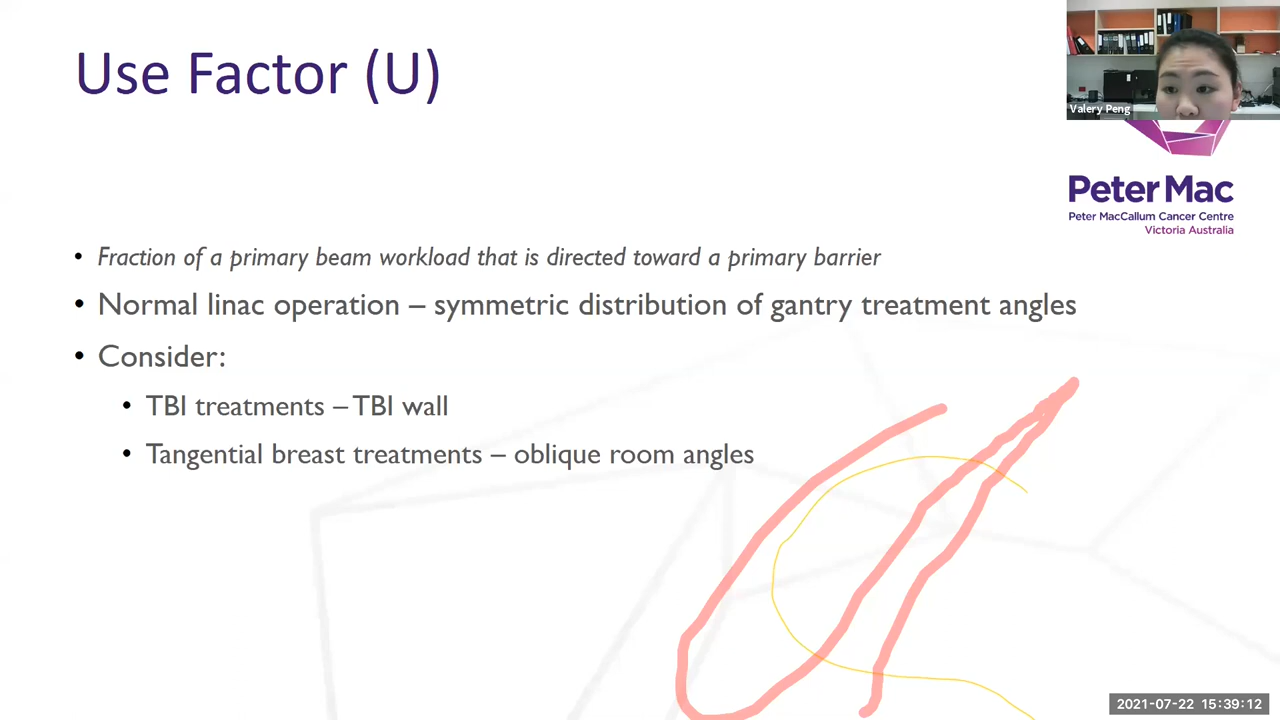 Use Factor (U)
Valery Peng
Peter Mac
Peter MacCallum Cancer Centre
Victoria Australia
• Fraction of a primary beam workload that is directed toward a primary barrier
• Normal linac operation – symmetric distribution of gantry treatment angles
• Consider:
• TBI treatments – TBI wall
• Tangential breast treatments – oblique room angles
2021-07-22 15:39:12